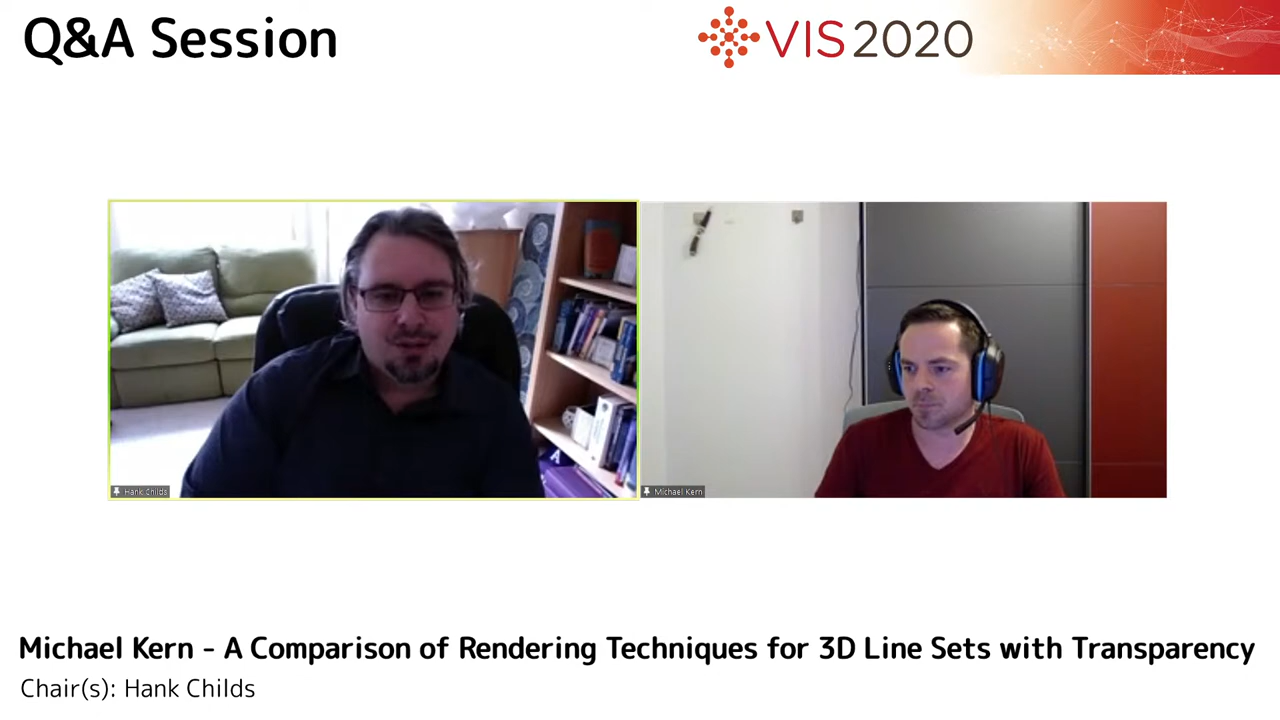 Q&A Session
VIS2020
Hank Childs
Michael Kern
Michael Kern - A Comparison of Rendering Techniques for 3D Line Sets with Transparency
Chair(s): Hank Childs